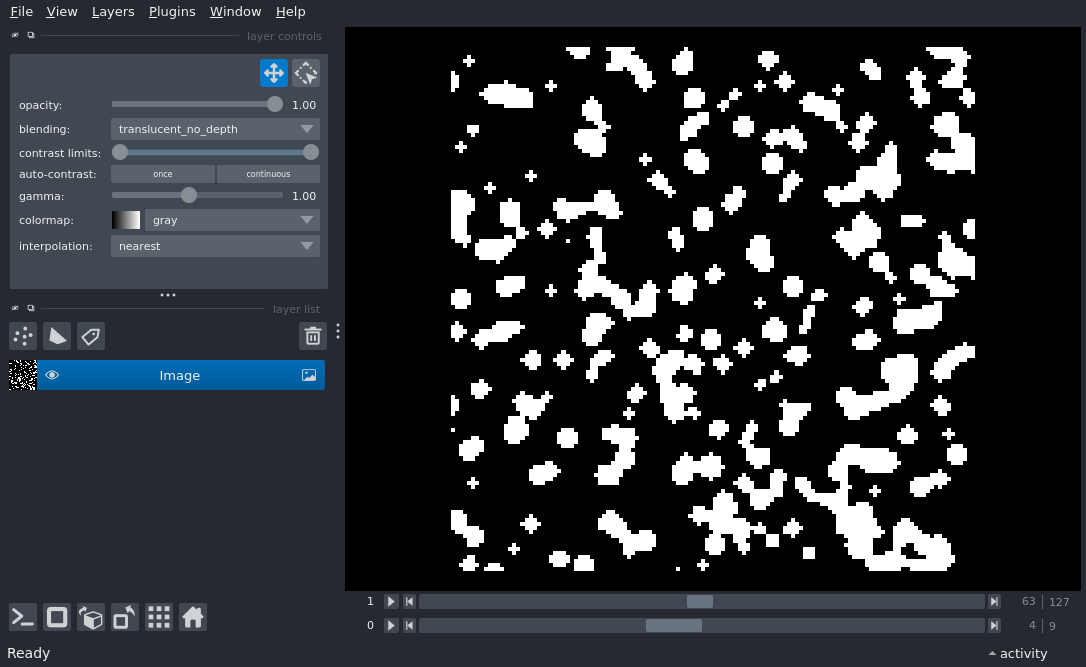 File View Layers Plugins Window Help
layer controls
opacity: 1.00
blending: translucent_no_depth
contrast limits:
auto-contrast: once continuous
gamma: 1.00
colormap: gray
interpolation: nearest
layer list
Image
1 63 127
0 4 9
Ready activity